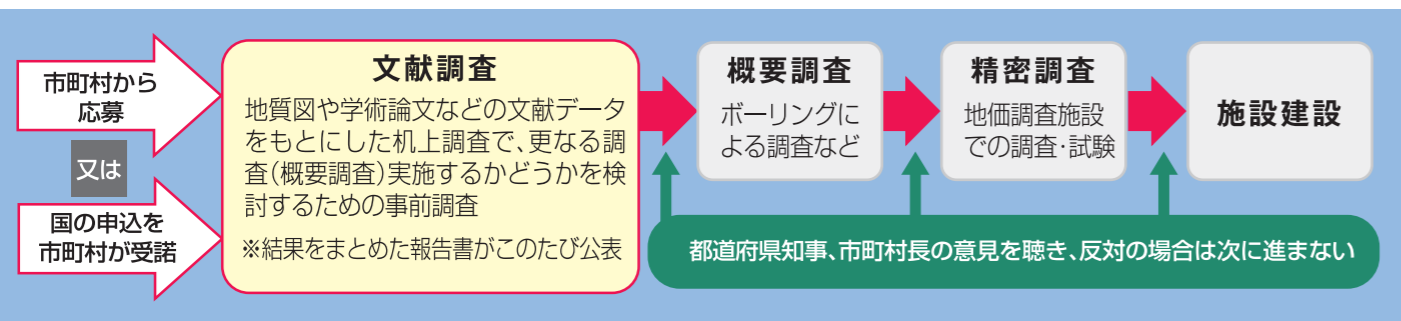 市町村から
応募
又は
国の申込を
市町村が受諾
文献調査
地質図や学術論文などの文献データ
をもとにした机上調査で、更なる調
査(概要調査)実施するかどうかを検
討するための事前調査
※結果をまとめた報告書がこのたび公表
概要調査
ボーリングに
よる調査など
精密調査
地価調査施設
での調査・試験
施設建設
都道府県知事、市町村長の意見を聴き、反対の場合は次に進まない